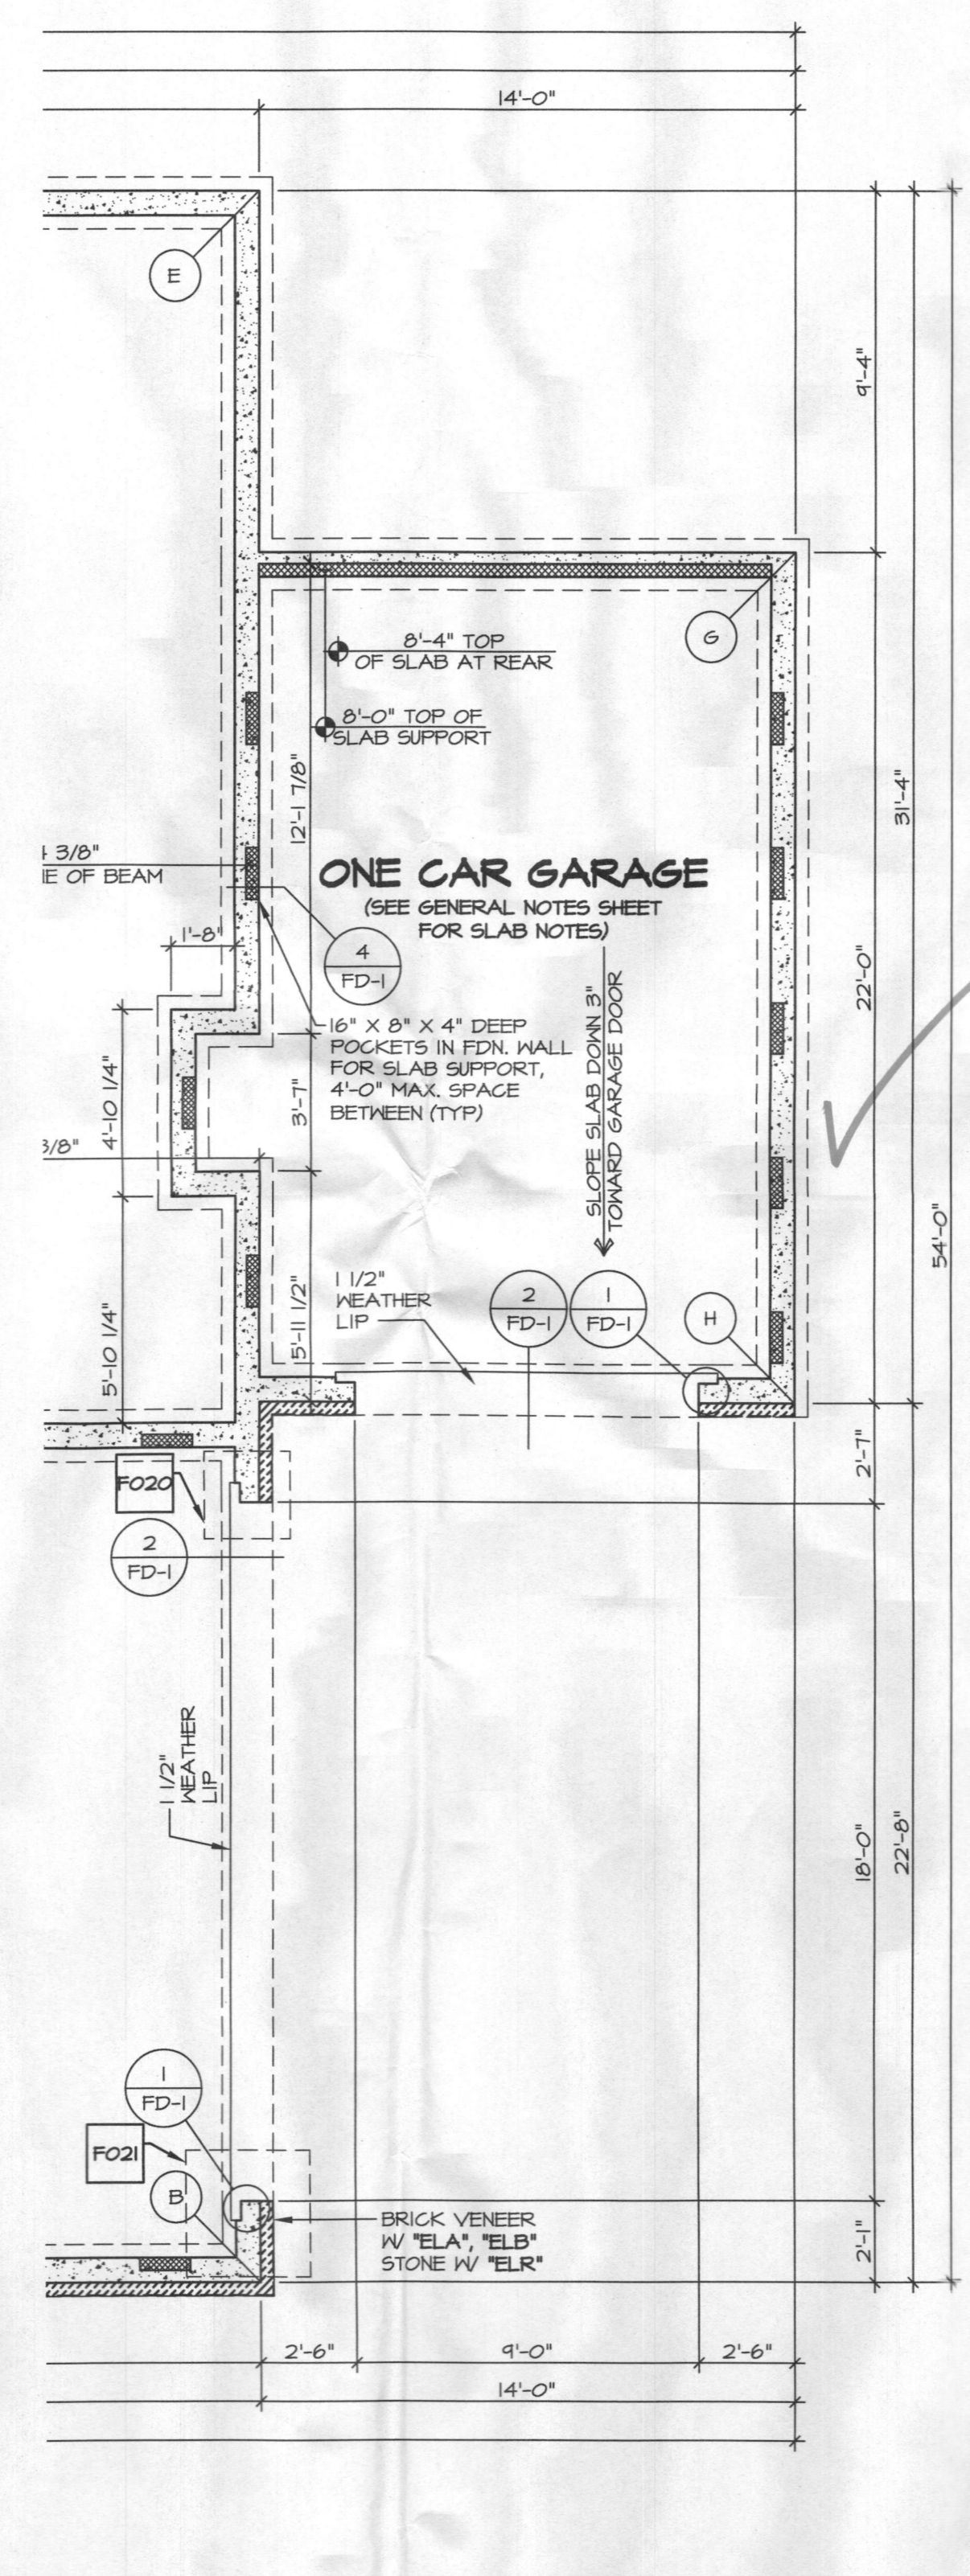 14'-0"
E
9'-4"
G
8'-4" TOP
OF SLAB AT REAR
8'-0" TOP OF
SLAB SUPPORT
12'-1 7/8"
31'-4"
3/8"
OF BEAM
ONE CAR GARAGE
(SEE GENERAL NOTES SHEET
FOR SLAB NOTES)
1'-8"
4
FD-1
22'-0"
16" X 8" X 4" DEEP
POCKETS IN FDN. WALL
FOR SLAB SUPPORT,
4'-0" MAX. SPACE
BETWEEN (TYP)
SLOPE SLAB DOWN 3"
TOWARD GARAGE DOOR
4'-10 1/4"
3'-7"
3/8"
54'-0"
1 1/2"
WEATHER
LIP
2
FD-1
1
FD-1
H
5'-11 1/2"
5'-10 1/4"
2'-7"
F020
2
FD-1
1 1/2"
WEATHER
LIP
18'-0"
22'-8"
1
FD-1
F021
B
BRICK VENEER
W/ "ELA", "ELB"
STONE W/ "ELR"
2'-1"
2'-6"
9'-0"
2'-6"
14'-0"